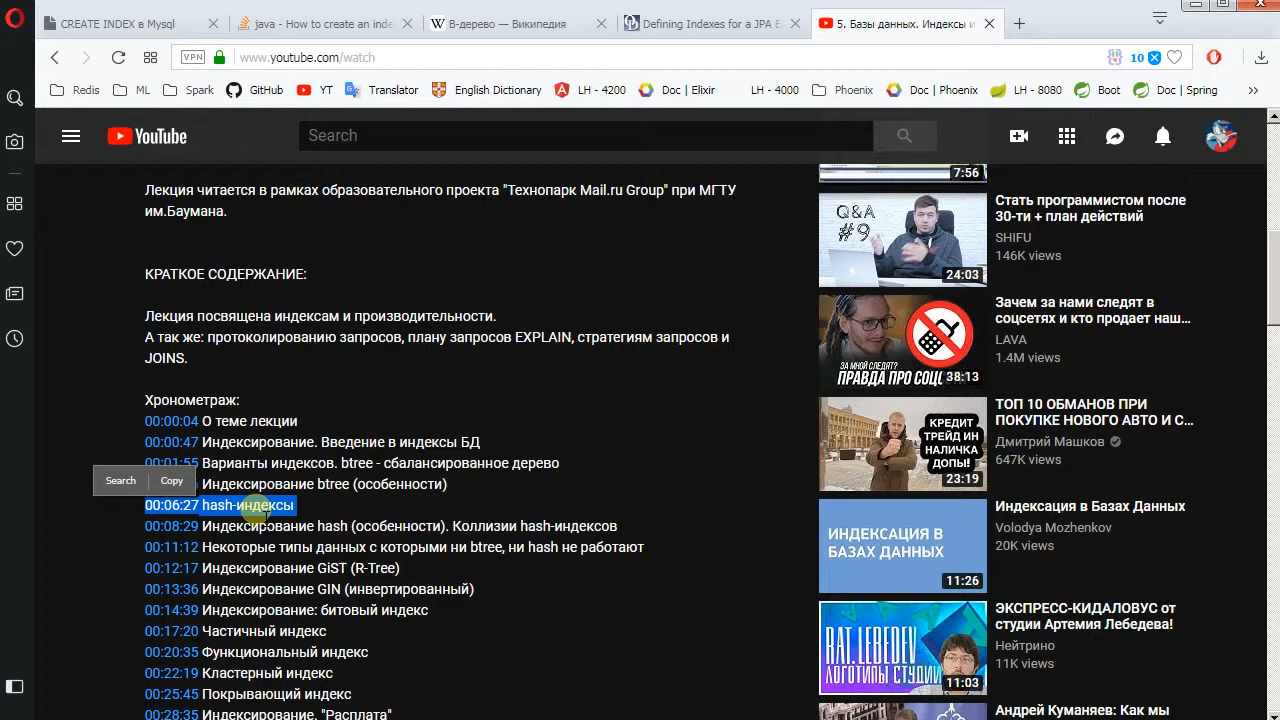 CREATE INDEX в Mysql
java - How to create an inde
В-дерево — Википедия
Defining Indexes for a JPA E
5. Базы данных. Индексы и
VPN
www.youtube.com/watch
10
Redis
ML
Spark
GitHub
YT
Translator
English Dictionary
LH - 4200
Doc | Elixir
LH - 4000
Phoenix
Doc | Phoenix
LH - 8080
Boot
Doc | Spring
YouTube
Search
Лекция читается в рамках образовательного проекта "Технопарк Mail.ru Group" при МГТУ
им.Баумана.
КРАТКОЕ СОДЕРЖАНИЕ:
Лекция посвящена индексам и производительности.
А так же: протоколированию запросов, плану запросов EXPLAIN, стратегиям запросов и
JOINS.
Хронометраж:
00:00:04 О теме лекции
00:00:47 Индексирование. Введение в индексы БД
00:01:55 Варианты индексов. btree - сбалансированное дерево
Search
Copy
Индексирование btree (особенности)
00:06:27 hash-индексы
00:08:29 Индексирование hash (особенности). Коллизии hash-индексов
00:11:12 Некоторые типы данных с которыми ни btree, ни hash не работают
00:12:17 Индексирование GiST (R-Tree)
00:13:36 Индексирование GIN (инвертированный)
00:14:39 Индексирование: битовый индекс
00:17:20 Частичный индекс
00:20:35 Функциональный индекс
00:22:19 Кластерный индекс
00:25:45 Покрывающий индекс
00:28:35 Индексирование. "Расплата"
7:56
Q&A
#9
24:03
Стать программистом после
30-ти + план действий
SHIFU
146K views
ЗА МНОЙ СЛЕДЯТ?
ПРАВДА ПРО СОЦ
38:13
Зачем за нами следят в
соцсетях и кто продает наш...
LAVA
1.4M views
КРЕДИТ
ТРЕЙД ИН
НАЛИЧКА
ДОПЫ!
23:19
ТОП 10 ОБМАНОВ ПРИ
ПОКУПКЕ НОВОГО АВТО И С...
Дмитрий Машков
647K views
ИНДЕКСАЦИЯ В
БАЗАХ ДАННЫХ
11:26
Индексация в Базах Данных
Volodya Mozhenkov
20K views
RAT.LEBEDEV
ЛОГОТИПЫ СТУДИИ
11:03
ЭКСПРЕСС-КИДАЛОВУС от
студии Артемия Лебедева!
Нейтрино
11K views
Андрей Куманяев: Как мы